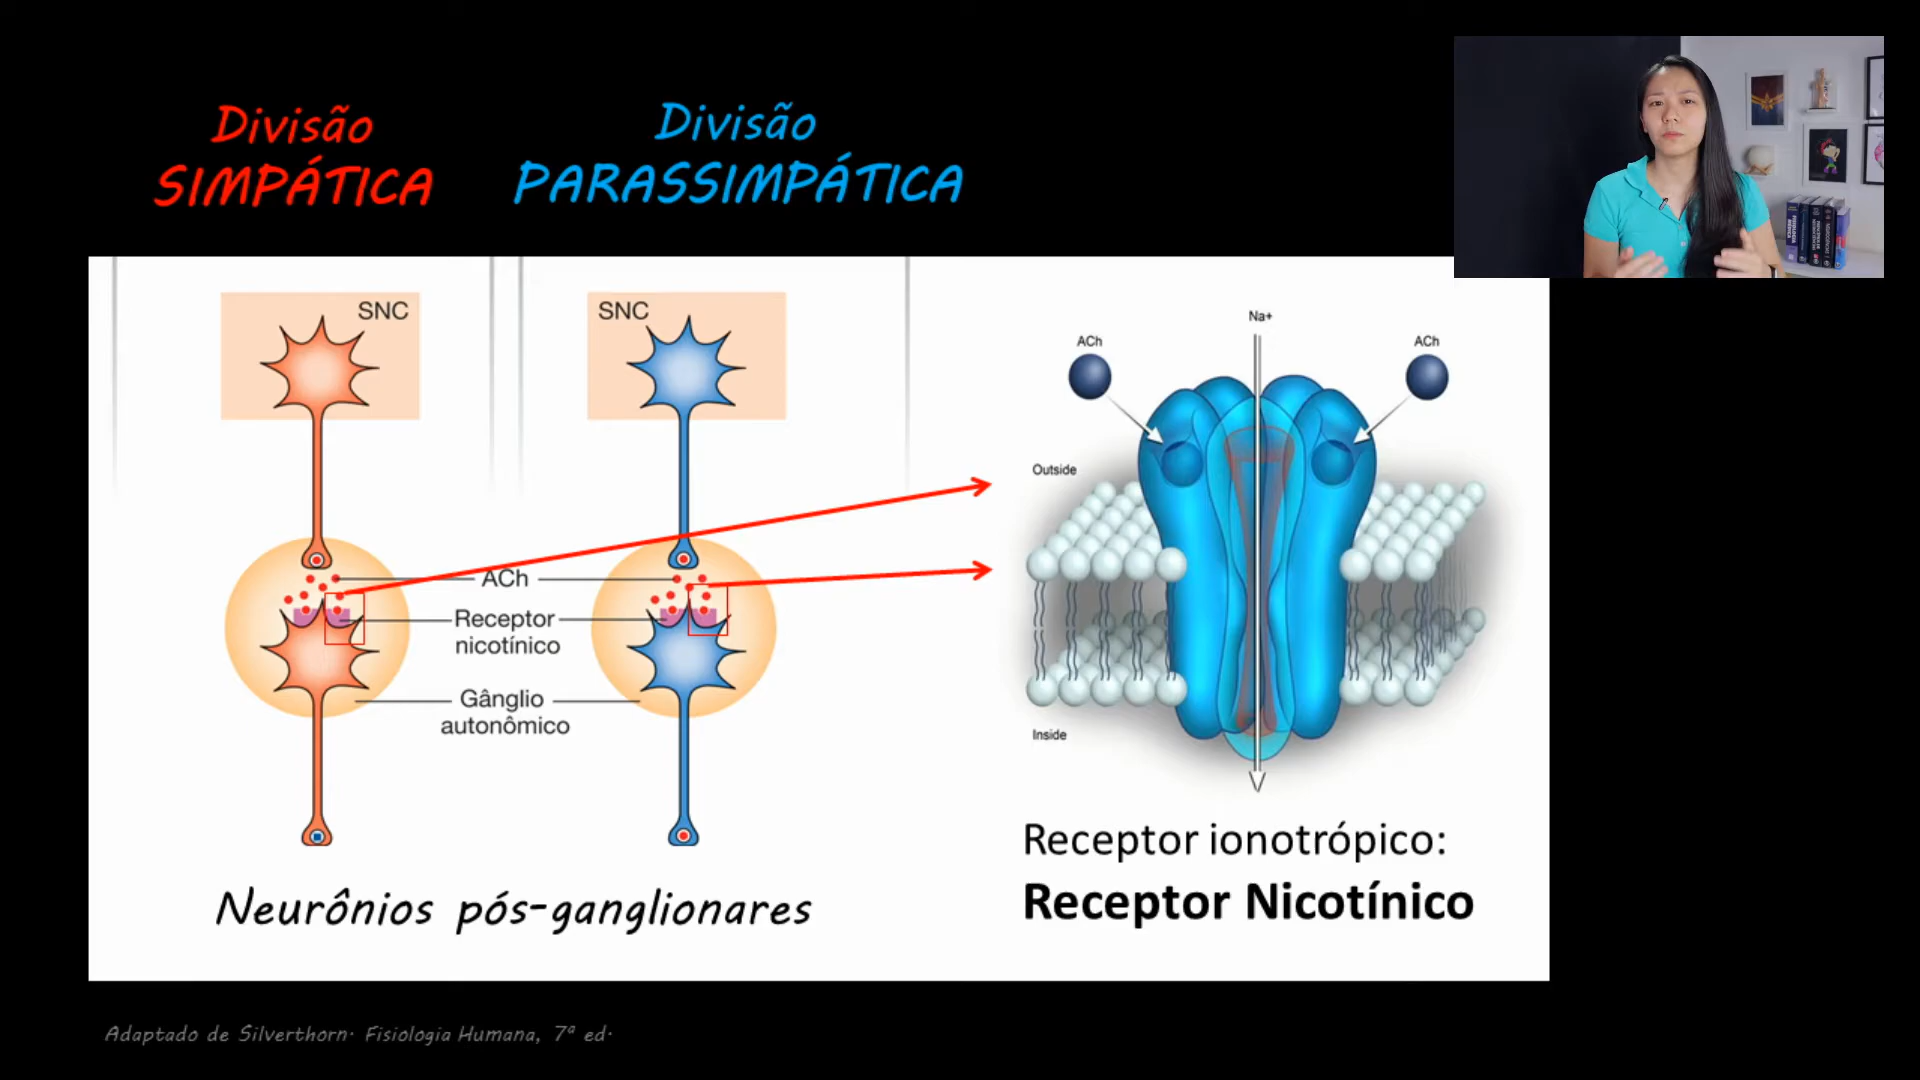 Divisão
SIMPÁTICA
Divisão
PARASSIMPÁTICA
SNC
SNC
ACh
Receptor
nicotínico
Gânglio
autonômico
Neurônios pós-ganglionares
Na+
ACh
ACh
Outside
Inside
Receptor ionotrópico:
Receptor Nicotínico
Adaptado de Silverthorn. Fisiologia Humana, 7ª ed.